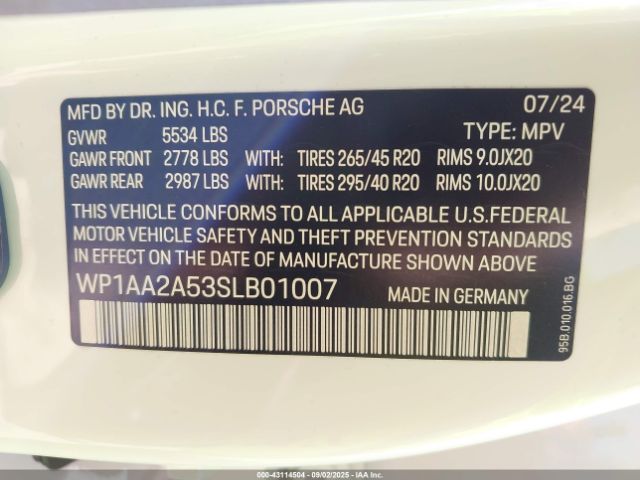 MFD BY DR. ING. H.C. F. PORSCHE AG 07/24
GVWR 5534 LBS TYPE: MPV
GAWR FRONT 2778 LBS WITH: TIRES 265/45 R20 RIMS 9.0JX20
GAWR REAR 2987 LBS WITH: TIRES 295/40 R20 RIMS 10.0JX20
THIS VEHICLE CONFORMS TO ALL APPLICABLE U.S.FEDERAL
MOTOR VEHICLE SAFETY AND THEFT PREVENTION STANDARDS
IN EFFECT ON THE DATE OF MANUFACTURE SHOWN ABOVE.
WP1AA2A53SLB01007 MADE IN GERMANY
95B.010.016.BG
000-43114504 - 09/02/2025 - IAA Inc.